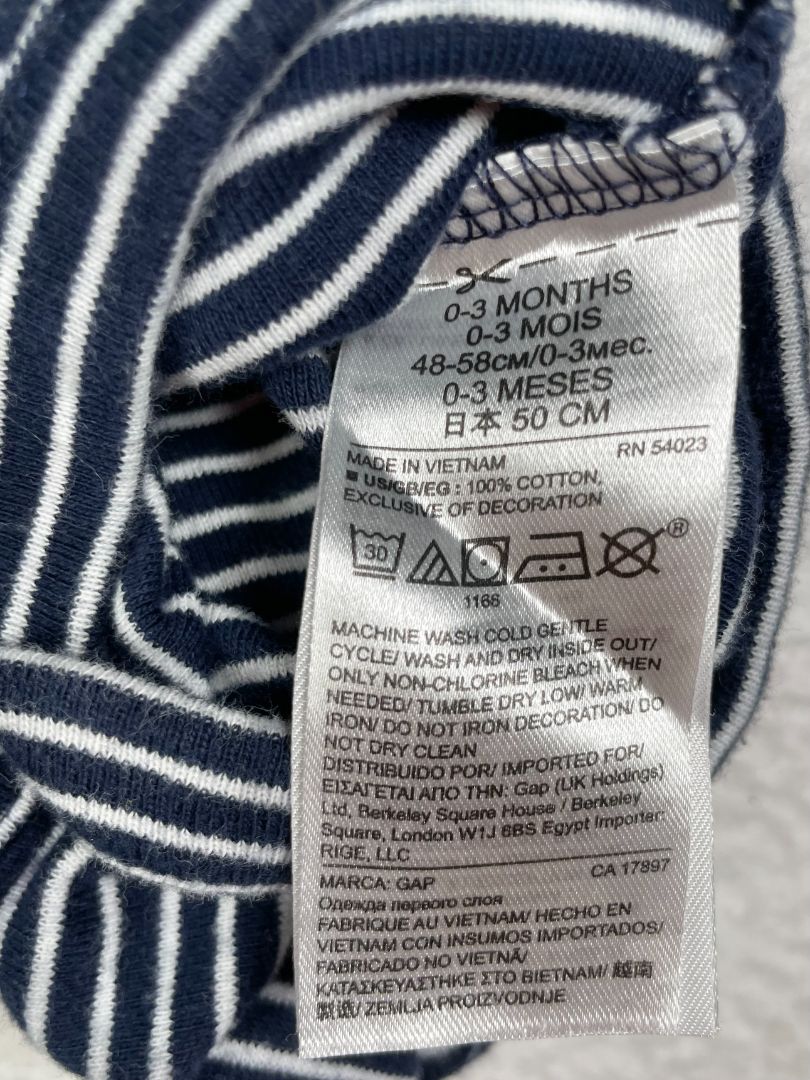 0-3 MONTHS
0-3 MOIS
48-58см/0-3мес.
0-3 MESES
日本 50 CM
MADE IN VIETNAM RN 54023
US/GB/EG : 100% COTTON,
EXCLUSIVE OF DECORATION
30 ®
1166
MACHINE WASH COLD GENTLE
CYCLE/ WASH AND DRY INSIDE OUT/
ONLY NON-CHLORINE BLEACH WHEN
NEEDED/ TUMBLE DRY LOW/ WARM
IRON/ DO NOT IRON DECORATION/ DO
NOT DRY CLEAN
DISTRIBUIDO POR/ IMPORTED FOR/
ΕΙΣΑΓΕΤΑΙ ΑΠΟ ΤΗΝ: Gap (UK Holdings)
Ltd, Berkeley Square House / Berkeley
Square, London W1J 6BS Egypt Importer:
RIGE, LLC
MARCA: GAP CA 17897
Одежда первого слоя
FABRIQUE AU VIETNAM/ HECHO EN
VIETNAM CON INSUMOS IMPORTADOS/
FABRICADO NO VIETNÃ/
ΚΑΤΑΣΚΕΥΑΣΤΗΚΕ ΣΤΟ ΒΙΕΤΝΑΜ/ 越南
製造/ ZEMLJA PROIZVODNJE